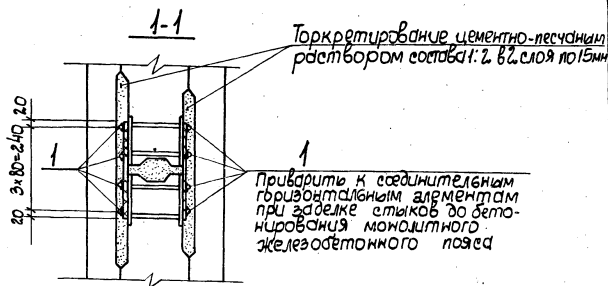 1-1
Торкретирование цементно-песчаным
раствором состава 1:2 в 2 слоя по 15мм
20
3×80=240
20
1
1
Приварить к соединительным
горизонтальным элементам
при заделке стыков до бето-
нирования монолитного
железобетонного пояса